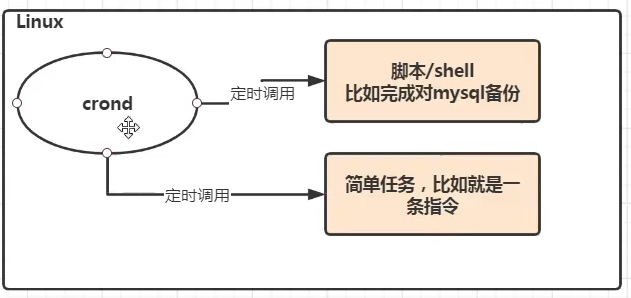 Linux
crond
定时调用
脚本/shell
比如完成对mysql备份
定时调用
简单任务，比如就是一
条指令